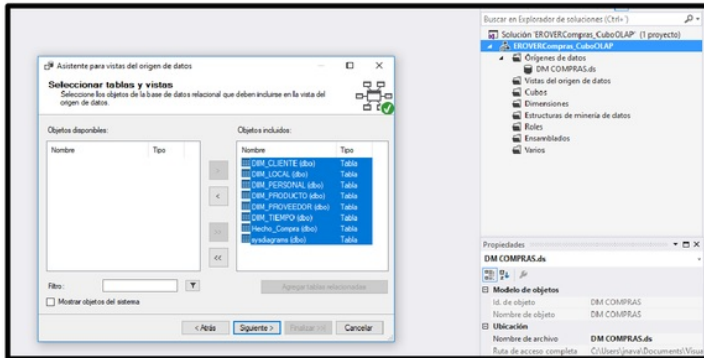 Asistente para vistas del origen de datos
Seleccionar tablas y vistas
Seleccione los objetos de la base de datos relacional que deben incluirse en la vista del
origen de datos.
Objetos disponibles:
Nombre Tipo
Objetos incluidos:
Nombre Tipo
DIM_CLIENTE (dbo) Tabla
DIM_LOCAL (dbo) Tabla
DIM_PERSONAL (dbo) Tabla
DIM_PRODUCTO (dbo) Tabla
DIM_PROVEEDOR (dbo) Tabla
DIM_TIEMPO (dbo) Tabla
Hecho_Compra (dbo) Tabla
sysdiagrams (dbo) Tabla
>
<
>>
<<
Filtro:
Agregar tablas relacionadas
Mostrar objetos del sistema
< Atrás Siguiente > Finalizar >>| Cancelar
Buscar en Explorador de soluciones (Ctrl+')
Solución 'EROVERCompras_CuboOLAP' (1 proyecto)
EROVERCompras_CuboOLAP
Orígenes de datos
DM COMPRAS.ds
Vistas del origen de datos
Cubos
Dimensiones
Estructuras de minería de datos
Roles
Ensamblados
Varios
Propiedades
DM COMPRAS.ds
Modelo de objetos
Id. de objeto DM COMPRAS
Nombre de objeto DM COMPRAS
Ubicación
Nombre de archivo DM COMPRAS.ds
Ruta de acceso completa C:\Users\jnava\Documents\Visua